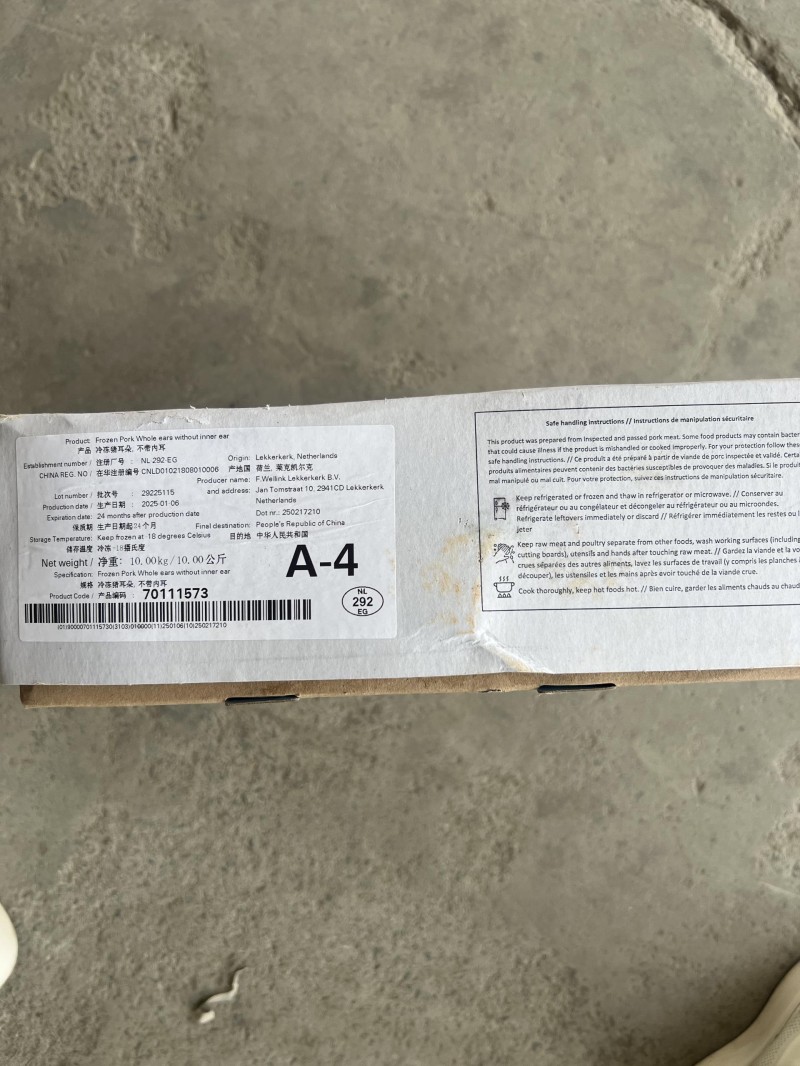 Product: Frozen Pork Whole ears without inner ear
产品 冷冻猪耳朵, 不带内耳
Establishment number / 注册厂号 : NL 292 EG
CHINA REG. NO / 在华注册编号 CNLD01021808010006
Origin: Lekkerkerk, Netherlands
产地国 荷兰, 莱克凯尔克
Producer name: F.Wellink Lekkerkerk B.V.
and address: Jan Tomstraat 10, 2941CD Lekkerkerk
Netherlands
Lot number / 批次号 : 29225115
Production date / 生产日期 2025-01-06
Expiration date: 24 months after production date
保质期 生产日期起24个月
Dot nr.: 250217210
Final destination: People's Republic of China
目的地 中华人民共和国
Storage Temperature: Keep frozen at -18 degrees Celsius
储存温度 冷冻-18摄氏度
Net weight / 净重: 10,00kg/10,00公斤
Specification: Frozen Pork Whole ears without inner ear
规格 冷冻猪耳朵, 不带内耳
Product Code / 产品编码 : 70111573
A-4
NL
292
EG
(01)90000701115730(3103)010000(11)250106(10)250217210
Safe handling instructions // Instructions de manipulation sécuritaire
This product was prepared from inspected and passed pork meat. Some food products may contain bacter
that could cause illness if the product is mishandled or cooked improperly. For your protection follow thes
safe handling instructions. // Ce produit a été préparé à partir de viande de porc inspectée et validé. Certa
produits alimentaires peuvent contenir des bactéries susceptibles de provoquer des maladies. Si le produi
mal manipulé ou mal cuit. Pour votre protection, suivez ces instructions de manipulation sécuritaire.
Keep refrigerated or frozen and thaw in refrigerator or microwave. // Conserver au
réfrigérateur ou au congélateur et décongeler au réfrigérateur ou au microondes.
Refrigerate leftovers immediately or discard // Réfrigérer immédiatement les restes ou l
jeter
Keep raw meat and poultry separate from other foods, wash working surfaces (including
cutting boards), utensils and hands after touching raw meat. // Gardez la viande et la vo
crues séparées des autres aliments, lavez les surfaces de travail (y compris les planches à
découper), les ustensiles et les mains après avoir touché de la viande crue.
Cook thoroughly, keep hot foods hot. // Bien cuire, garder les aliments chauds au chaud